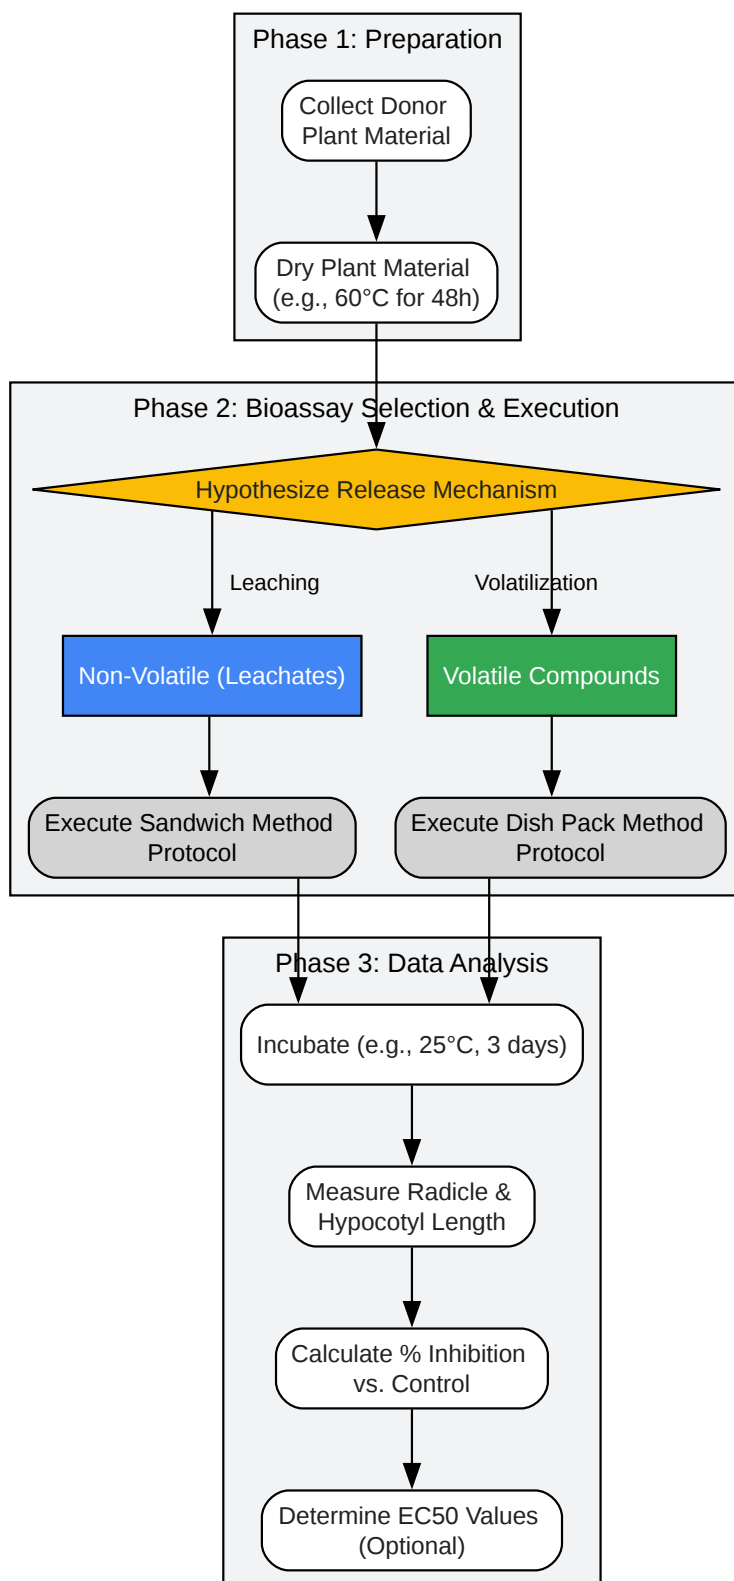 Phase 1: Preparation
Collect Donor
Plant Material
Dry Plant Material
(e.g., 60°C for 48h)
Phase 2: Bioassay Selection & Execution
Hypothesize Release Mechanism
Leaching
Volatilization
Non-Volatile (Leachates)
Volatile Compounds
Execute Sandwich Method
Protocol
Execute Dish Pack Method
Protocol
Phase 3: Data Analysis
Incubate (e.g., 25°C, 3 days)
Measure Radicle &
Hypocotyl Length
Calculate % Inhibition
vs. Control
Determine EC50 Values
(Optional)